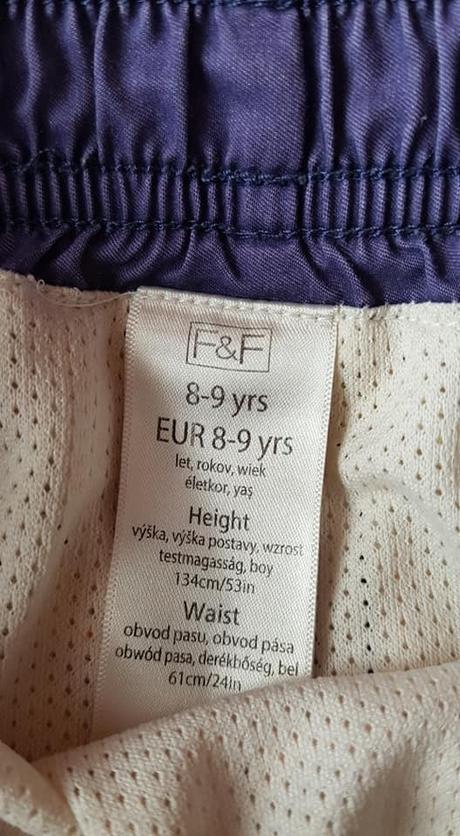 F&F
8-9 yrs
EUR 8-9 yrs
let, rokov, wiek
életkor, yaş
Height
výška, výška postavy, wzrost
testmagasság, boy
134cm/53in
Waist
obvod pasu, obvod pása
obwód pasa, derékbőség, bel
61cm/24in